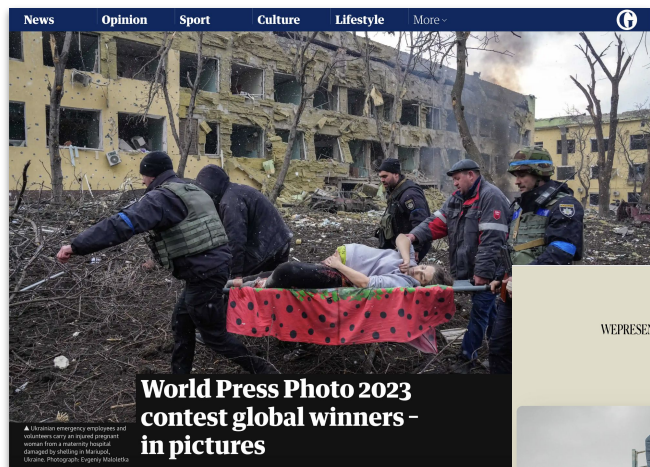 News Opinion Sport Culture Lifestyle More
WEPRESEN
World Press Photo 2023
contest global winners –
in pictures
▲ Ukrainian emergency employees and
volunteers carry an injured pregnant
woman from a maternity hospital
damaged by shelling in Mariupol,
Ukraine. Photograph: Evgeniy Maloletka